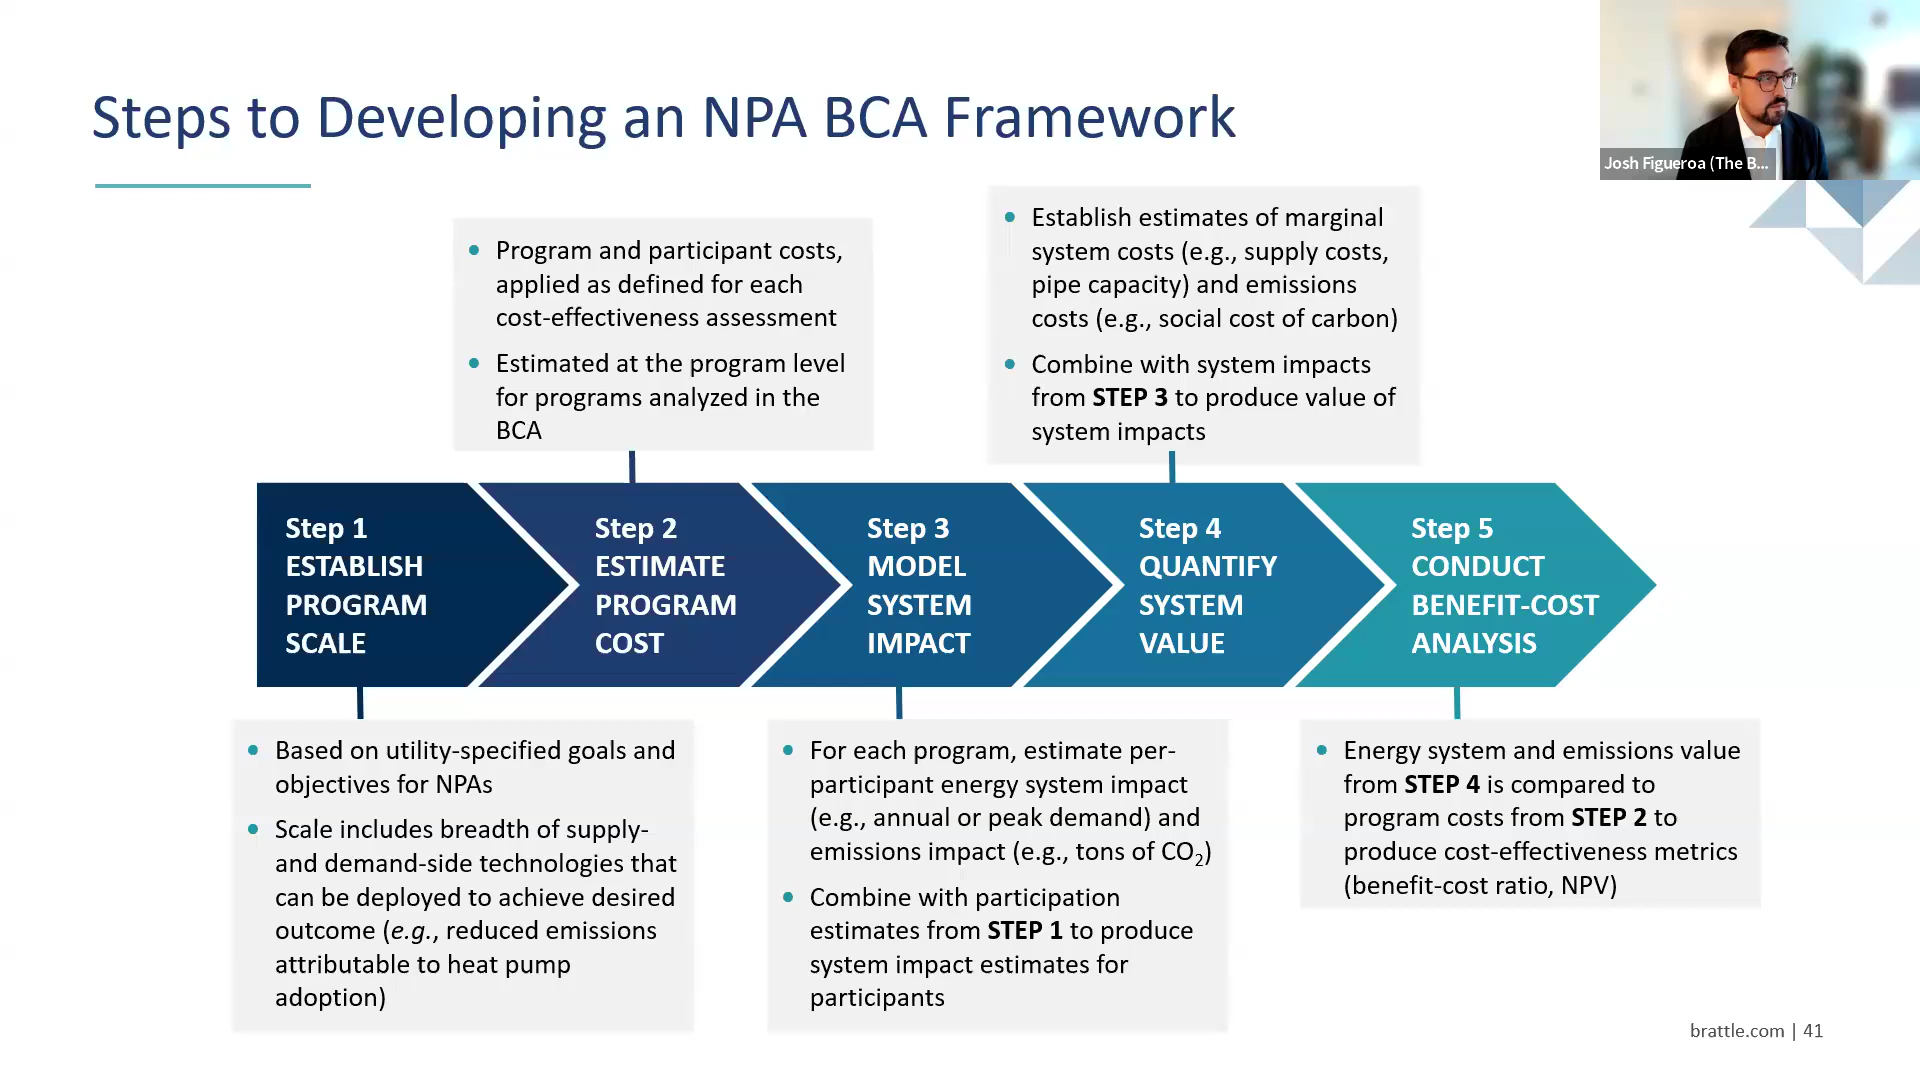 Steps to Developing an NPA BCA Framework
Josh Figueroa (The B...
• Program and participant costs,
applied as defined for each
cost-effectiveness assessment
• Estimated at the program level
for programs analyzed in the
BCA
• Establish estimates of marginal
system costs (e.g., supply costs,
pipe capacity) and emissions
costs (e.g., social cost of carbon)
• Combine with system impacts
from STEP 3 to produce value of
system impacts
Step 1
ESTABLISH
PROGRAM
SCALE
Step 2
ESTIMATE
PROGRAM
COST
Step 3
MODEL
SYSTEM
IMPACT
Step 4
QUANTIFY
SYSTEM
VALUE
Step 5
CONDUCT
BENEFIT-COST
ANALYSIS
• Based on utility-specified goals and
objectives for NPAs
• Scale includes breadth of supply-
and demand-side technologies that
can be deployed to achieve desired
outcome (e.g., reduced emissions
attributable to heat pump
adoption)
• For each program, estimate per-
participant energy system impact
(e.g., annual or peak demand) and
emissions impact (e.g., tons of CO₂)
• Combine with participation
estimates from STEP 1 to produce
system impact estimates for
participants
• Energy system and emissions value
from STEP 4 is compared to
program costs from STEP 2 to
produce cost-effectiveness metrics
(benefit-cost ratio, NPV)
brattle.com | 41